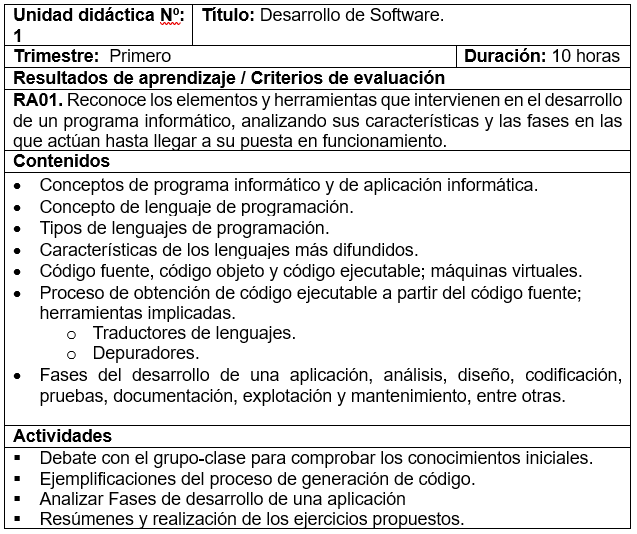 Unidad didáctica Nº: 1
Título: Desarrollo de Software.
Trimestre: Primero
Duración: 10 horas
Resultados de aprendizaje / Criterios de evaluación
RA01. Reconoce los elementos y herramientas que intervienen en el desarrollo
de un programa informático, analizando sus características y las fases en las
que actúan hasta llegar a su puesta en funcionamiento.
Contenidos
• Conceptos de programa informático y de aplicación informática.
• Concepto de lenguaje de programación.
• Tipos de lenguajes de programación.
• Características de los lenguajes más difundidos.
• Código fuente, código objeto y código ejecutable; máquinas virtuales.
• Proceso de obtención de código ejecutable a partir del código fuente;
herramientas implicadas.
o Traductores de lenguajes.
o Depuradores.
• Fases del desarrollo de una aplicación, análisis, diseño, codificación,
pruebas, documentación, explotación y mantenimiento, entre otras.
Actividades
▪ Debate con el grupo-clase para comprobar los conocimientos iniciales.
▪ Ejemplificaciones del proceso de generación de código.
▪ Analizar Fases de desarrollo de una aplicación
▪ Resúmenes y realización de los ejercicios propuestos.